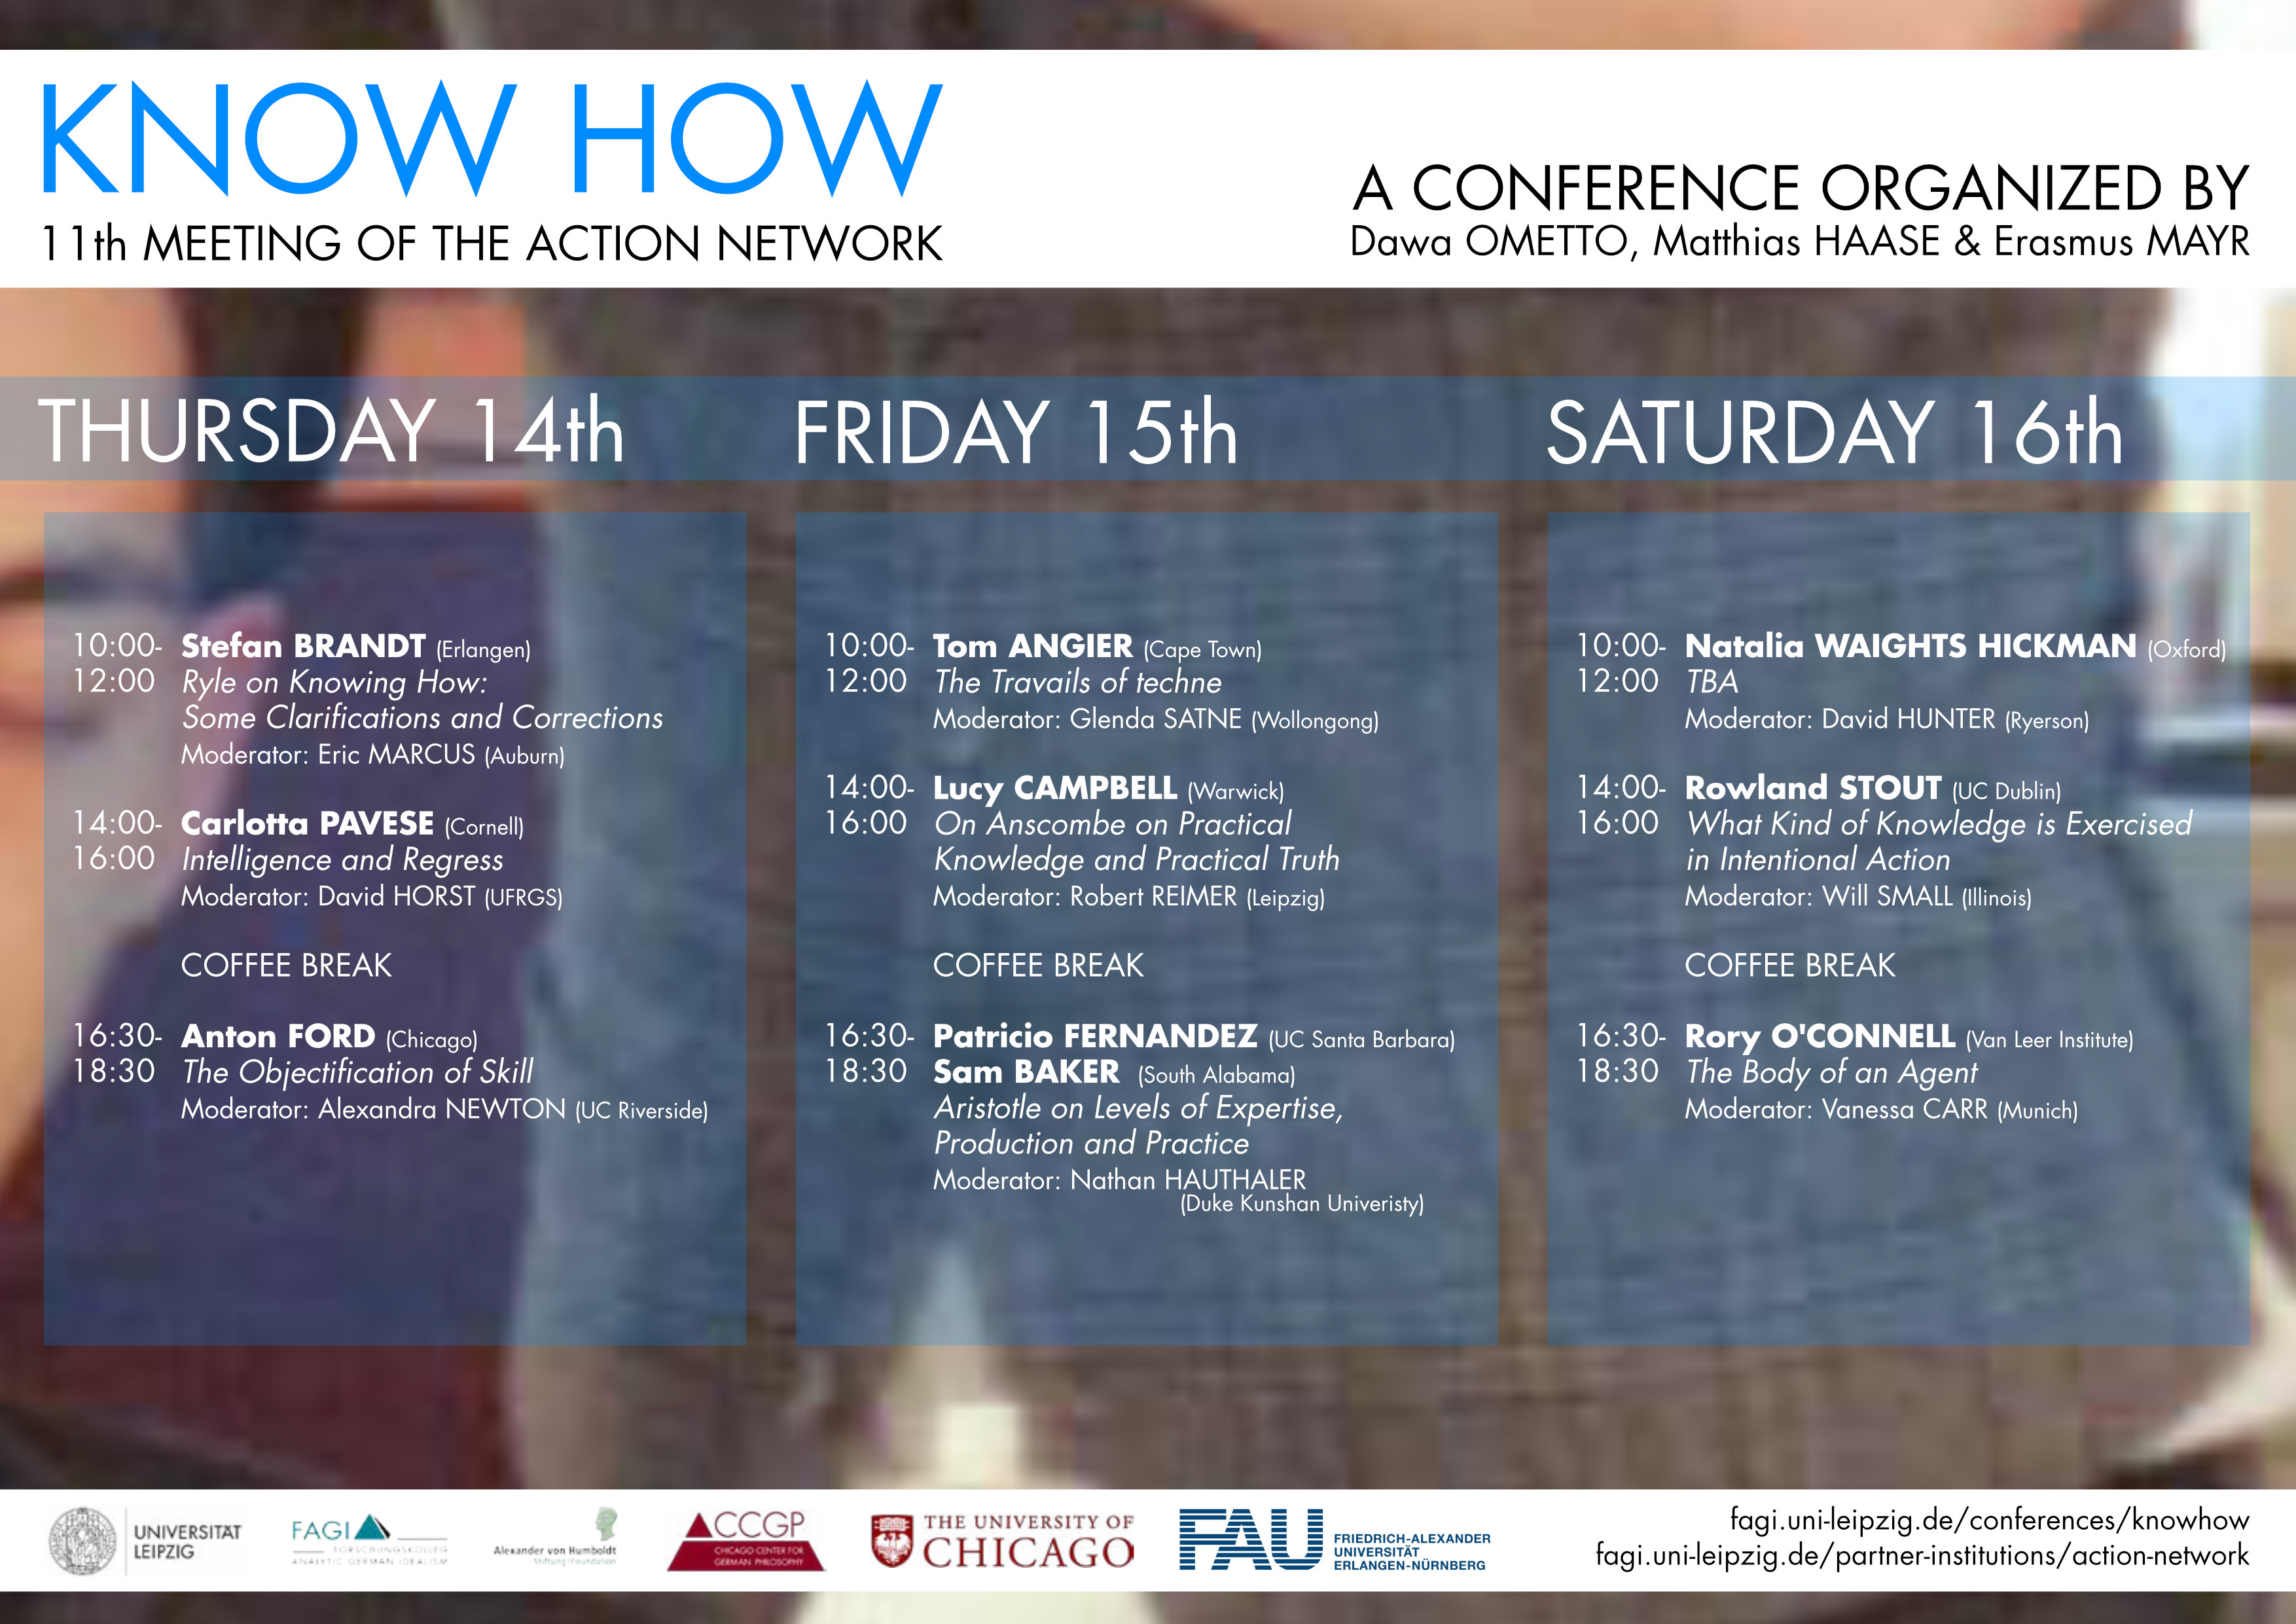 KNOW HOW
11th MEETING OF THE ACTION NETWORK
A CONFERENCE ORGANIZED BY
Dawa OMETTO, Matthias HAASE & Erasmus MAYR
THURSDAY 14th
10:00- Stefan BRANDT (Erlangen)
12:00 Ryle on Knowing How:
Some Clarifications and Corrections
Moderator: Eric MARCUS (Auburn)
14:00- Carlotta PAVESE (Cornell)
16:00 Intelligence and Regress
Moderator: David HORST (UFRGS)
COFFEE BREAK
16:30- Anton FORD (Chicago)
18:30 The Objectification of Skill
Moderator: Alexandra NEWTON (UC Riverside)
FRIDAY 15th
10:00- Tom ANGIER (Cape Town)
12:00 The Travails of techne
Moderator: Glenda SATNE (Wollongong)
14:00- Lucy CAMPBELL (Warwick)
16:00 On Anscombe on Practical
Knowledge and Practical Truth
Moderator: Robert REIMER (Leipzig)
COFFEE BREAK
16:30- Patricio FERNANDEZ (UC Santa Barbara)
18:30 Sam BAKER (South Alabama)
Aristotle on Levels of Expertise,
Production and Practice
Moderator: Nathan HAUTHALER
(Duke Kunshan Univeristy)
SATURDAY 16th
10:00- Natalia WAIGHTS HICKMAN (Oxford)
12:00 TBA
Moderator: David HUNTER (Ryerson)
14:00- Rowland STOUT (UC Dublin)
16:00 What Kind of Knowledge is Exercised
in Intentional Action
Moderator: Will SMALL (Illinois)
COFFEE BREAK
16:30- Rory O'CONNELL (Van Leer Institute)
18:30 The Body of an Agent
Moderator: Vanessa CARR (Munich)
UNIVERSITÄT
LEIPZIG
FAGI
FORSCHUNGSKOLLEG
ANALYTIC GERMAN IDEALISM
Alexander von Humboldt
Stiftung/Foundation
CCGP
CHICAGO CENTER FOR
GERMAN PHILOSOPHY
THE UNIVERSITY OF
CHICAGO
FAU
FRIEDRICH-ALEXANDER
UNIVERSITÄT
ERLANGEN-NÜRNBERG
fagi.uni-leipzig.de/conferences/knowhow
fagi.uni-leipzig.de/partner-institutions/action-network